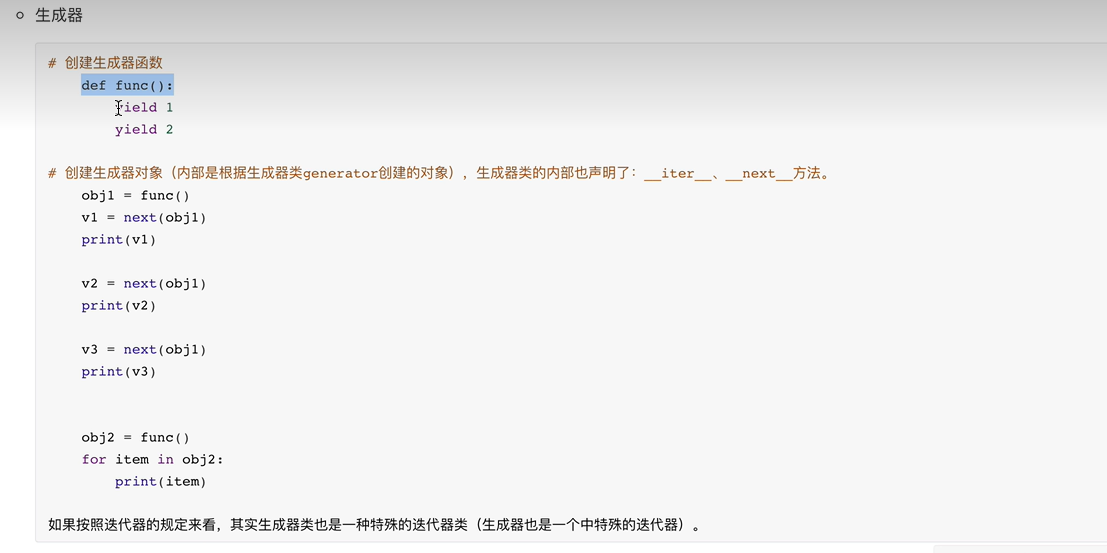 生成器
# 创建生成器函数
def func():
yield 1
yield 2
# 创建生成器对象（内部是根据生成器类generator创建的对象），生成器类的内部也声明了：__iter__、__next__方法。
obj1 = func()
v1 = next(obj1)
print(v1)
v2 = next(obj1)
print(v2)
v3 = next(obj1)
print(v3)
obj2 = func()
for item in obj2:
print(item)
如果按照迭代器的规定来看，其实生成器类也是一种特殊的迭代器类（生成器也是一个中特殊的迭代器）。